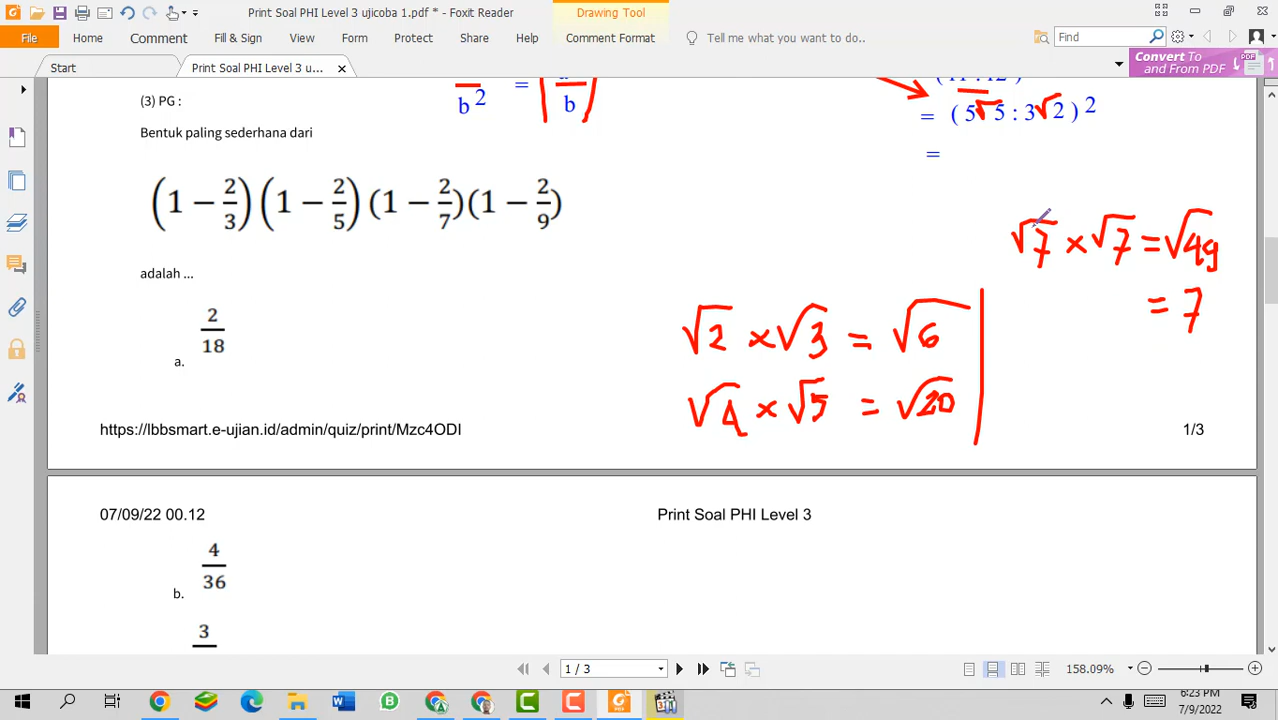 Print Soal PHI Level 3 ujicoba 1.pdf * - Foxit Reader
Drawing Tool
File Home Comment Fill & Sign View Form Protect Share Help Comment Format Tell me what you want to do.. Find
Start
Print Soal PHI Level 3 u...
To Convert
and From PDF
b² = b
= (5√5 : 3√2)²
=
(3) PG :
Bentuk paling sederhana dari
(1 − 2/3)(1 − 2/5)(1 − 2/7)(1 − 2/9)
adalah ...
a. 2/18
√7 × √7 = √49
= 7
√2 × √3 = √6
√4 × √5 = √20
https://lbbsmart.e-ujian.id/admin/quiz/print/Mzc4ODI
1/3
07/09/22 00.12
Print Soal PHI Level 3
b. 4/36
3
1 / 3
158.09%
6:23 PM
7/9/2022